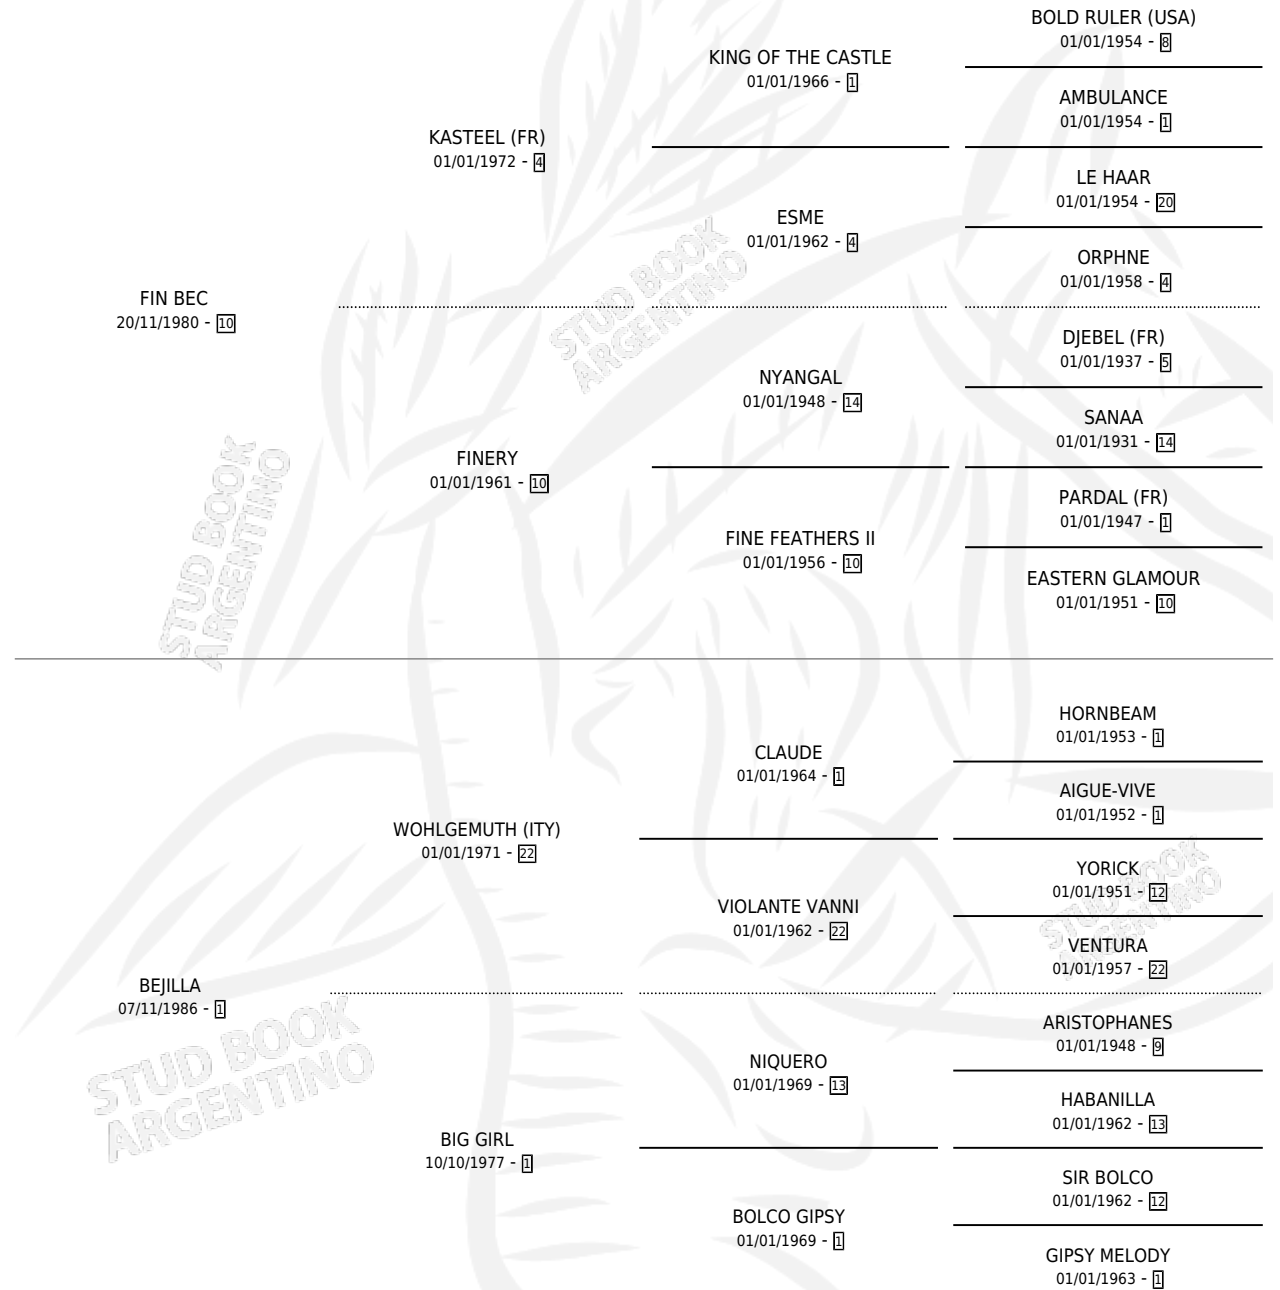 BOLD RULER (USA)
01/01/1954 - 8
KING OF THE CASTLE
01/01/1966 - 1
AMBULANCE
01/01/1954 - 1
KASTEEL (FR)
01/01/1972 - 4
LE HAAR
01/01/1954 - 20
ESME
01/01/1962 - 4
ORPHNE
01/01/1958 - 4
FIN BEC
20/11/1980 - 10
STUD BOOK
ARGENTINO
DJEBEL (FR)
01/01/1937 - 5
NYANGAL
01/01/1948 - 14
SANAA
01/01/1931 - 14
FINERY
01/01/1961 - 10
PARDAL (FR)
01/01/1947 - 1
FINE FEATHERS II
01/01/1956 - 10
EASTERN GLAMOUR
01/01/1951 - 10
STUD BOOK
ARGENTINO
HORNBEAM
01/01/1953 - 1
CLAUDE
01/01/1964 - 1
AIGUE-VIVE
01/01/1952 - 1
WOHLGEMUTH (ITY)
01/01/1971 - 22
YORICK
01/01/1951 - 12
VIOLANTE VANNI
01/01/1962 - 22
STUD BOOK
ARGENTINO
VENTURA
01/01/1957 - 22
BEJILLA
07/11/1986 - 1
STUD BOOK
ARGENTINO
ARISTOPHANES
01/01/1948 - 9
NIQUERO
01/01/1969 - 13
HABANILLA
01/01/1962 - 13
BIG GIRL
10/10/1977 - 1
SIR BOLCO
01/01/1962 - 12
BOLCO GIPSY
01/01/1969 - 1
GIPSY MELODY
01/01/1963 - 1